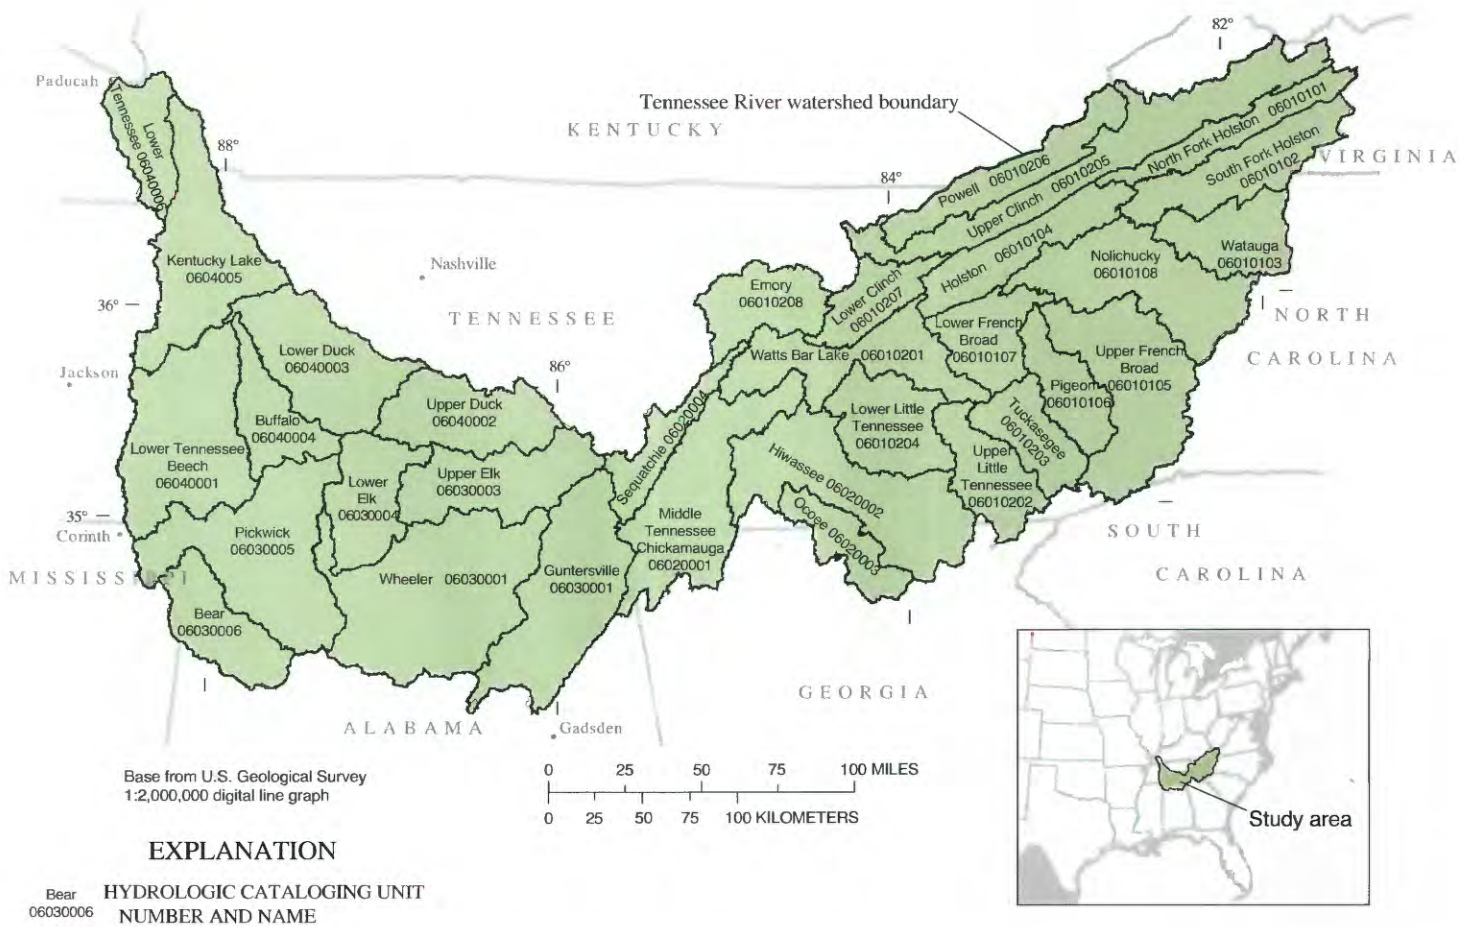 82°
Paducah
Tennessee River watershed boundary
KENTUCKY
88°
84°
VIRGINIA
Lower
Tennessee 06040006
Powell 06010206
Upper Clinch 06010205
North Fork Holston 06010101
South Fork Holston
06010102
Kentucky Lake
0604005
Nashville
Emory
06010208
Lower Clinch
06010207
Holston 06010104
Nolichucky
06010108
Watauga
06010103
36°
TENNESSEE
NORTH
CAROLINA
Jackson
Lower Duck
06040003
86°
Watts Bar Lake 06010201
Lower French
Broad
06010107
Upper French
Broad
06010105
Pigeon
06010106
Buffalo
06040004
Upper Duck
06040002
Sequatchie 06020004
Lower Little
Tennessee
06010204
Tuckasegee
06010203
Lower Tennessee
Beech
06040001
Lower
Elk
06030004
Upper Elk
06030003
Hiwassee 06020002
Upper
Little
Tennessee
06010202
35°
Corinth
Pickwick
06030005
Middle
Tennessee
Chickamauga
06020001
Ocoee 06020003
SOUTH
CAROLINA
MISSISSIPPI
Wheeler 06030001
Guntersville
06030001
Bear
06030006
GEORGIA
ALABAMA
Gadsden
Base from U.S. Geological Survey
1:2,000,000 digital line graph
0 25 50 75 100 MILES
0 25 50 75 100 KILOMETERS
Study area
EXPLANATION
Bear
06030006
HYDROLOGIC CATALOGING UNIT
NUMBER AND NAME